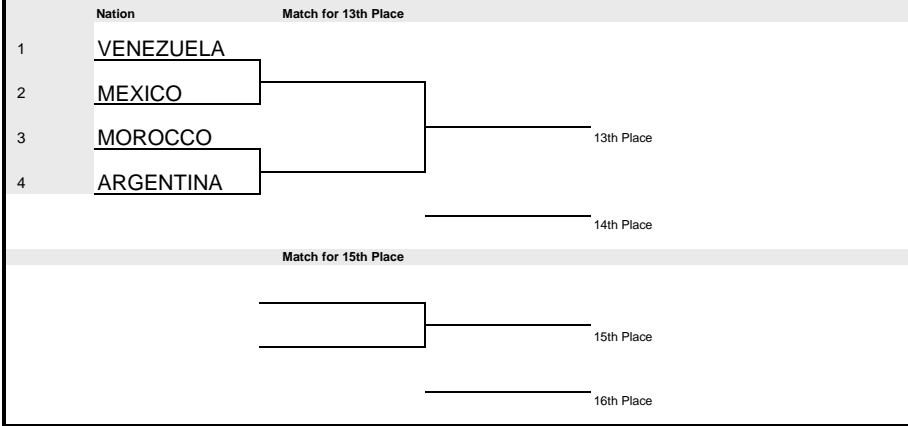 Nation Match for 13th Place
1 VENEZUELA
2 MEXICO
3 MOROCCO
13th Place
4 ARGENTINA
14th Place
Match for 15th Place
15th Place
16th Place